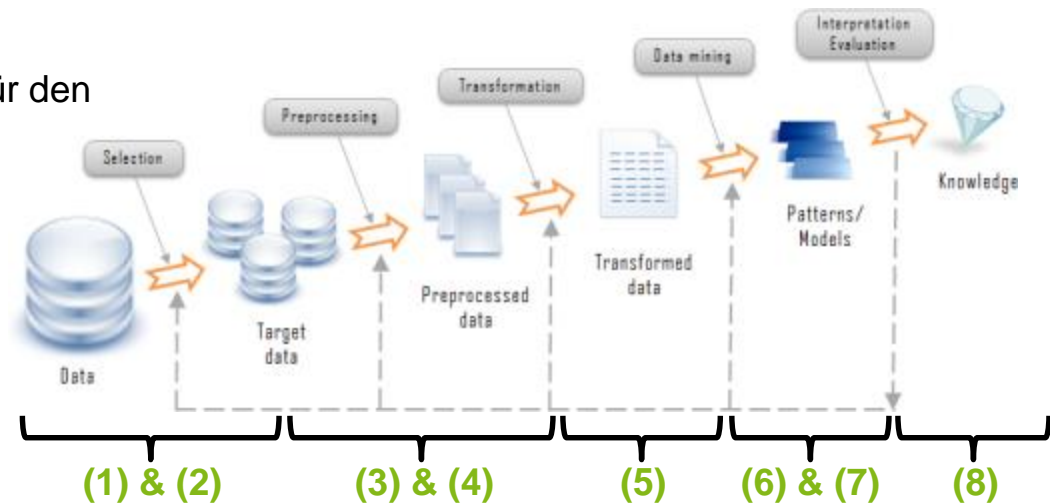 ür den
Selection
Preprocessing
Transformation
Data mining
Interpretation
Evaluation
Data
Target
data
Preprocessed
data
Transformed
data
Patterns/
Models
Knowledge
(1) & (2)
(3) & (4)
(5)
(6) & (7)
(8)